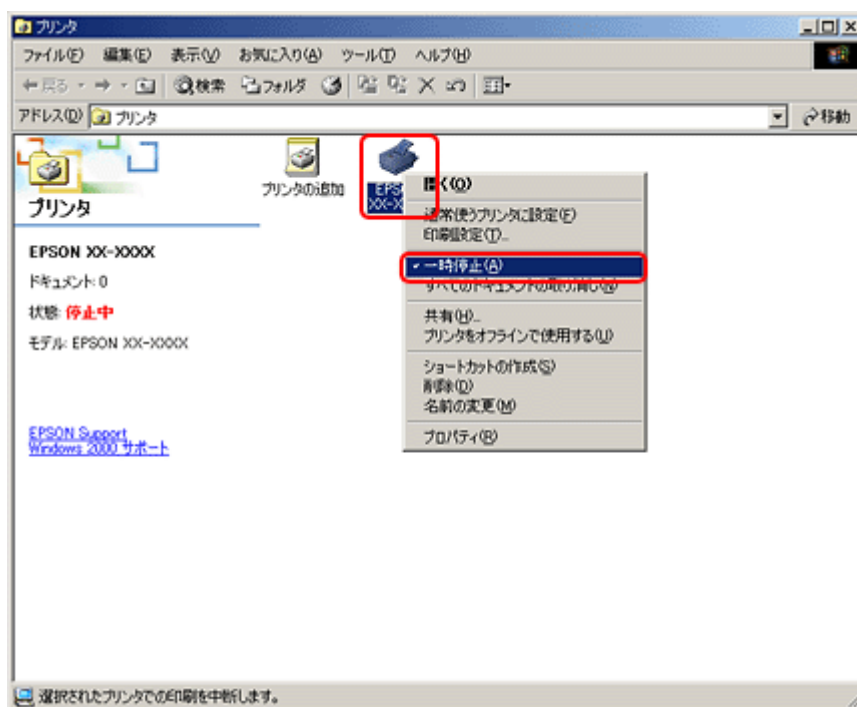 プリンタ
ファイル(F) 編集(E) 表示(V) お気に入り(A) ツール(T) ヘルプ(H)
戻る 検索 フォルダ
アドレス(D) プリンタ 移動
プリンタ
プリンタの追加
EPS
XX-X
EPSON XX-XXXX
ドキュメント: 0
状態: 停止中
モデル: EPSON XX-XXXX
EPSON Support
Windows 2000 サポート
開く(O)
通常使うプリンタに設定(F)
印刷設定(T)...
一時停止(A)
すべてのドキュメントの取り消し(N)
共有(H)...
プリンタをオフラインで使用する(U)
ショートカットの作成(S)
削除(D)
名前の変更(M)
プロパティ(R)
選択されたプリンタでの印刷を中断します。